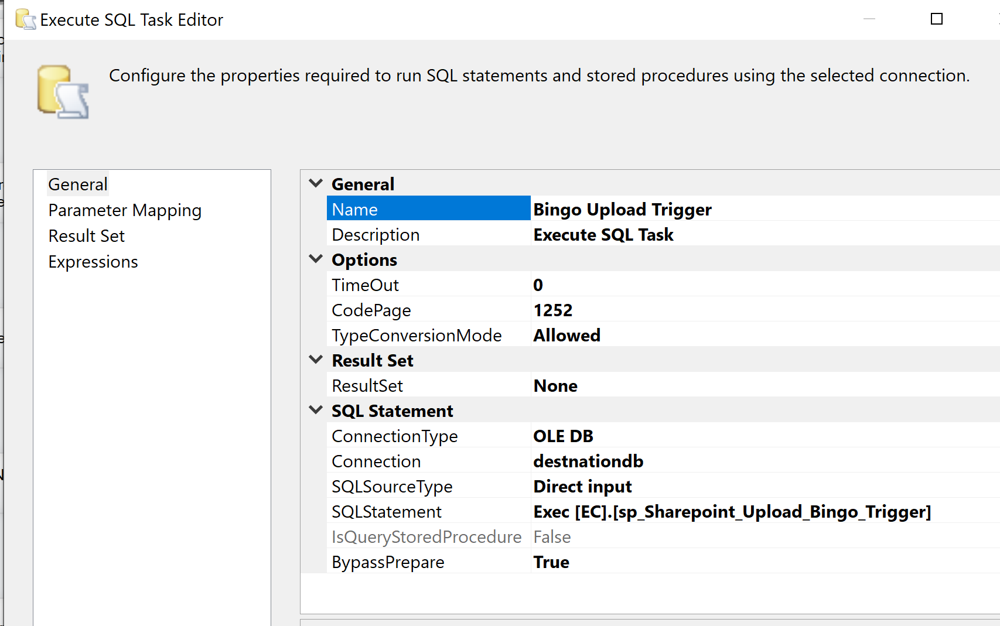 Execute SQL Task Editor
Configure the properties required to run SQL statements and stored procedures using the selected connection.
General
Parameter Mapping
Result Set
Expressions
General
Name Bingo Upload Trigger
Description Execute SQL Task
Options
TimeOut 0
CodePage 1252
TypeConversionMode Allowed
Result Set
ResultSet None
SQL Statement
ConnectionType OLE DB
Connection destnationdb
SQLSourceType Direct input
SQLStatement Exec [EC].[sp_Sharepoint_Upload_Bingo_Trigger]
IsQueryStoredProcedure False
BypassPrepare True